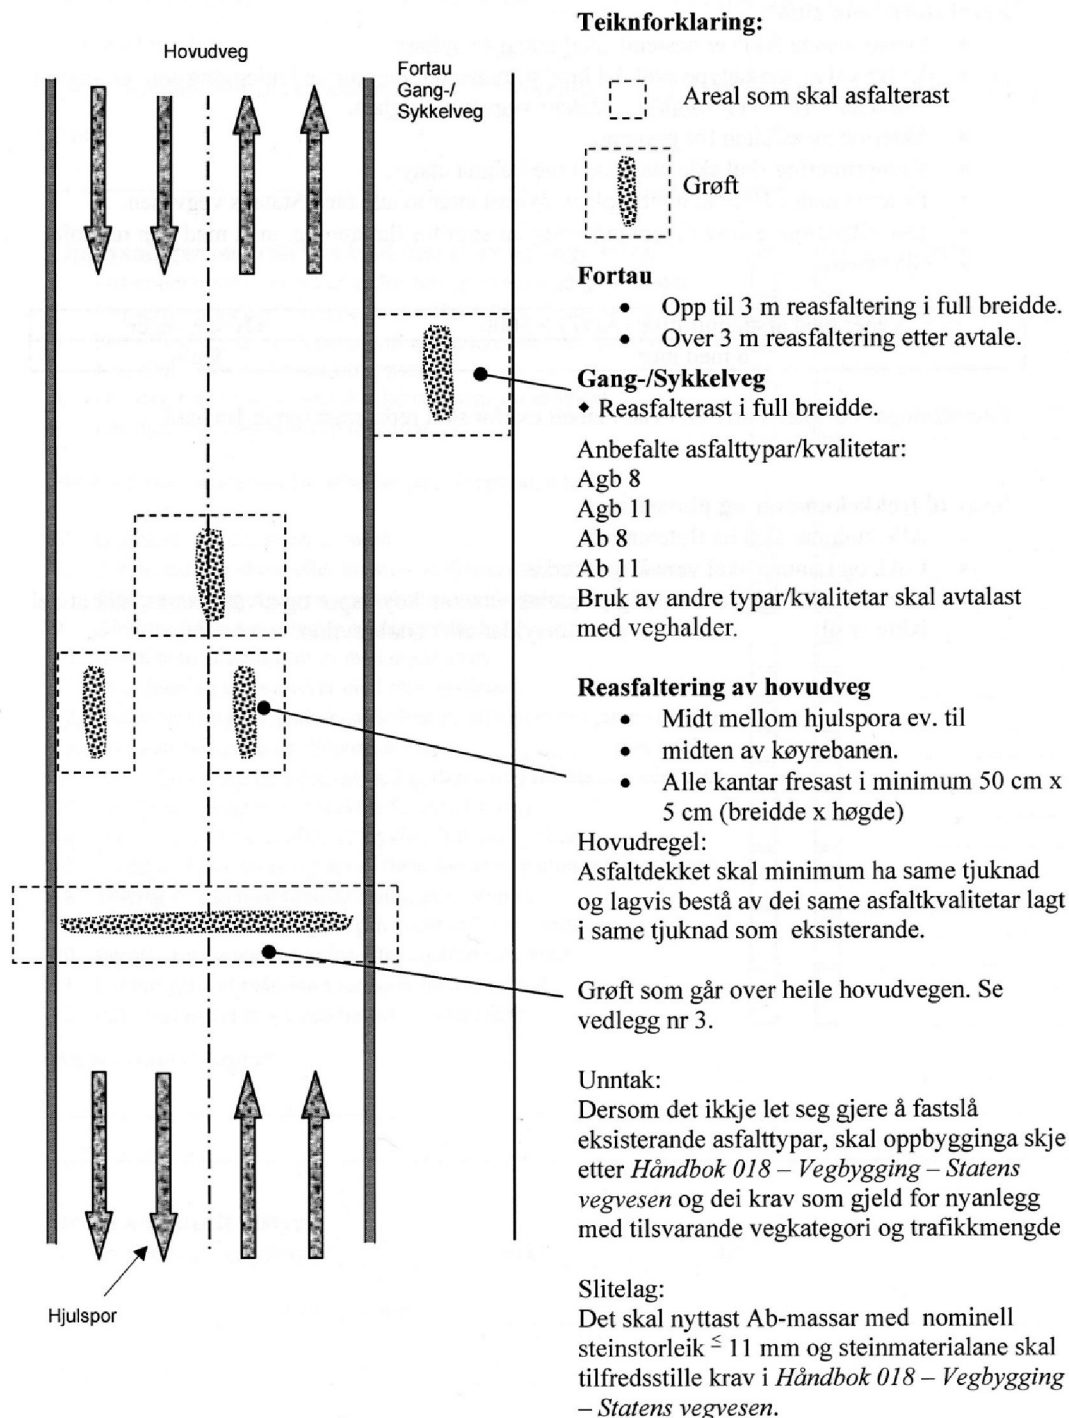 Teiknforklaring:
Hovudveg
Fortau
Gang-/
Sykkelveg
Areal som skal asfalterast
Grøft
Fortau
• Opp til 3 m reasfaltering i full breidde.
• Over 3 m reasfaltering etter avtale.
Gang-/Sykkelveg
♦ Reasfalterast i full breidde.
Anbefalte asfalttypar/kvalitetar:
Agb 8
Agb 11
Ab 8
Ab 11
Bruk av andre typar/kvalitetar skal avtalast
med veghalder.
Reasfaltering av hovudveg
• Midt mellom hjulspora ev. til
• midten av køyrebanen.
• Alle kantar fresast i minimum 50 cm x
5 cm (breidde x høgde)
Hovudregel:
Asfaltdekket skal minimum ha same tjuknad
og lagvis bestå av dei same asfaltkvalitetar lagt
i same tjuknad som eksisterande.
Grøft som går over heile hovudvegen. Se
vedlegg nr 3.
Unntak:
Dersom det ikkje let seg gjere å fastslå
eksisterande asfalttypar, skal oppbygginga skje
etter Håndbok 018 – Vegbygging – Statens
vegvesen og dei krav som gjeld for nyanlegg
med tilsvarande vegkategori og trafikkmengde
Hjulspor
Slitelag:
Det skal nyttast Ab-massar med nominell
steinstorleik ≤ 11 mm og steinmaterialane skal
tilfredsstille krav i Håndbok 018 – Vegbygging
– Statens vegvesen.